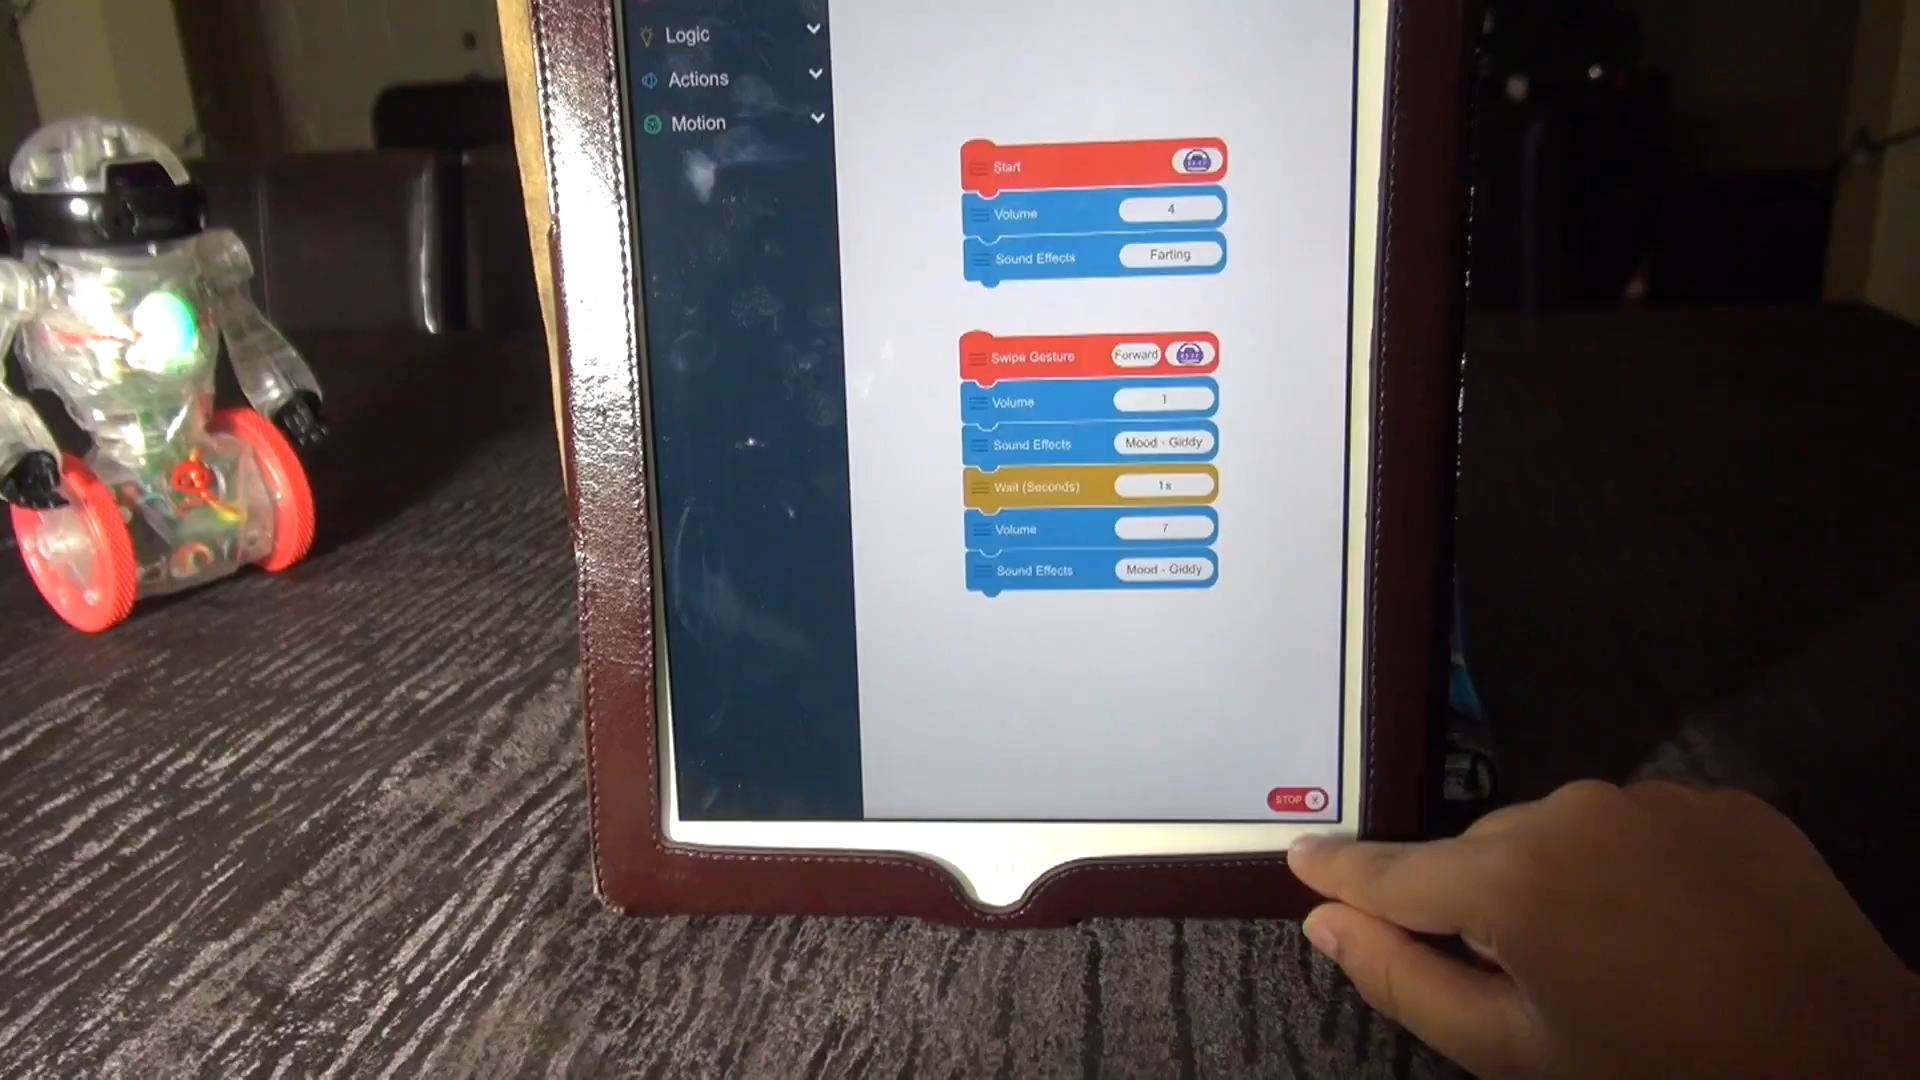 Logic
Actions
Motion
Start
Volume 4
Sound Effects Farting
Swipe Gesture Forward
Volume 1
Sound Effects Mood - Giddy
Wait (Seconds) 1s
Volume 7
Sound Effects Mood - Giddy
STOP